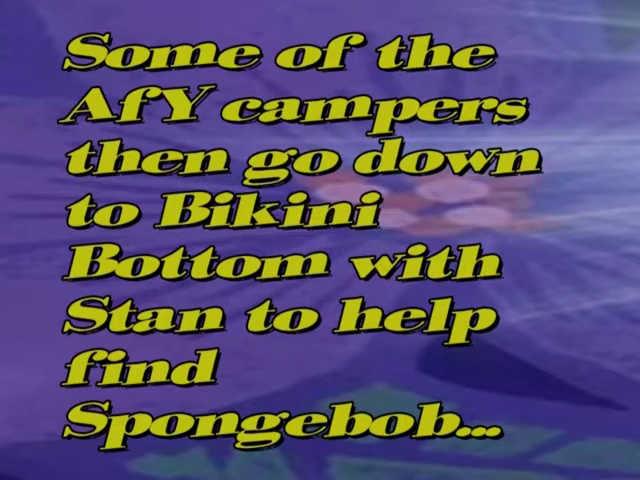 Some of the
AfY campers
then go down
to Bikini
Bottom with
Stan to help
find
Spongebob...